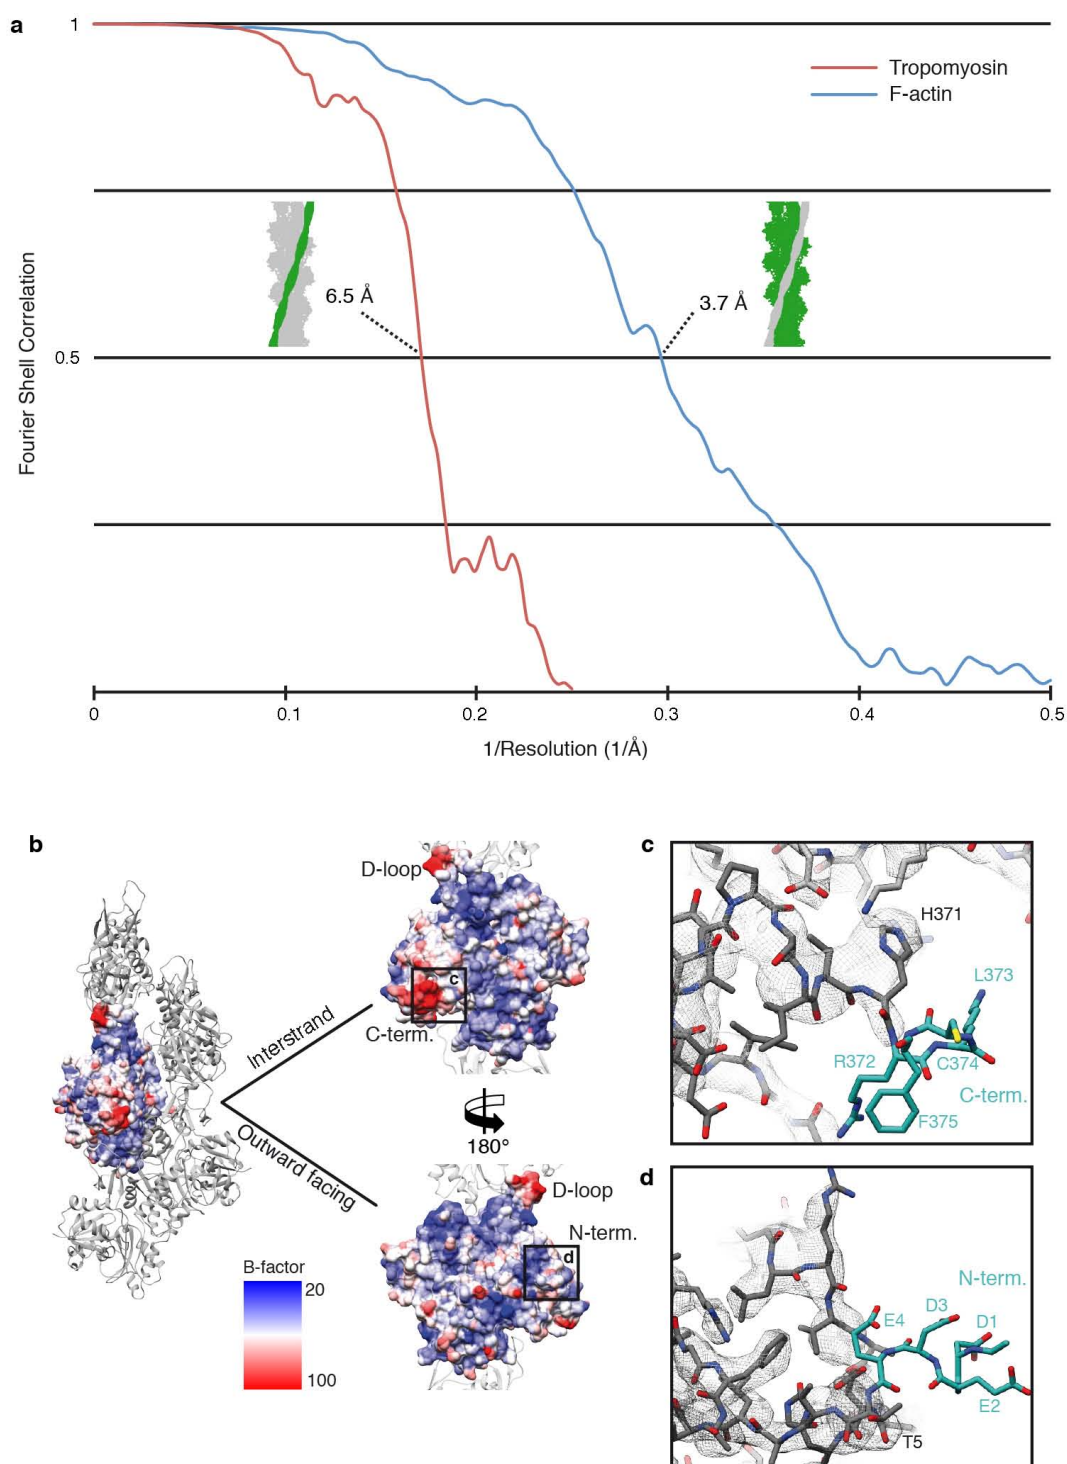 a
1
Tropomyosin
F-actin
6.5 Å
3.7 Å
0.5
Fourier Shell Correlation
0
0.1
0.2
0.3
0.4
0.5
1/Resolution (1/Å)
b
D-loop
c
C-term.
Interstrand
Outward facing
180°
D-loop
N-term.
d
B-factor
20
100
c
H371
L373
R372
C374
C-term.
F375
d
N-term.
E4
D3
D1
E2
T5